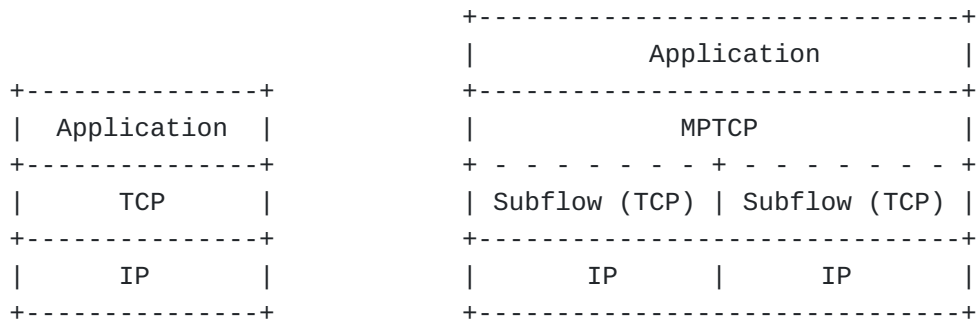 Application
Application
MPTCP
TCP
Subflow (TCP) Subflow (TCP)
IP
IP IP